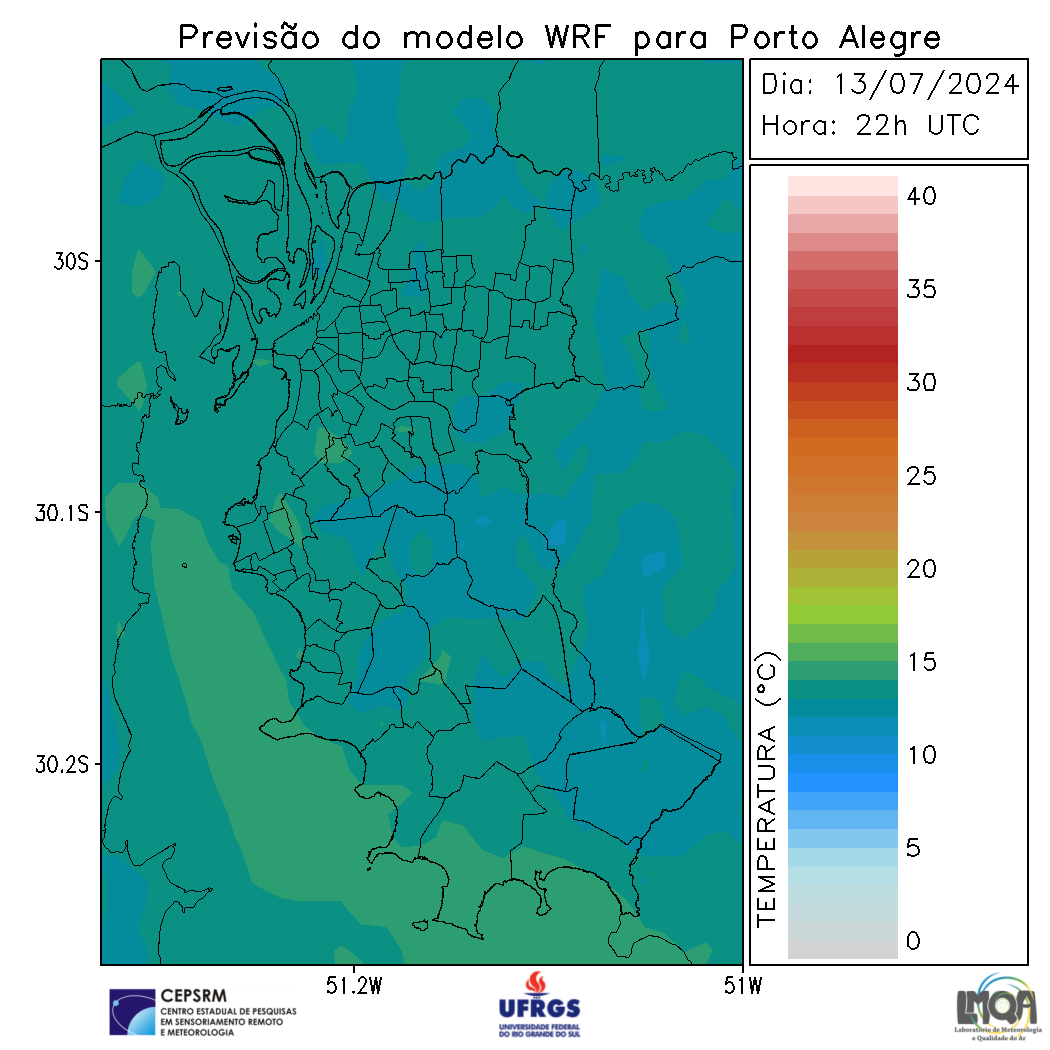 Previsão do modelo WRF para Porto Alegre
Dia: 13/07/2024
Hora: 22h UTC
40
35
30
25
20
15
10
5
0
TEMPERATURA (°C)
30S
30.1S
30.2S
51.2W
51W
CEPSRM
CENTRO ESTADUAL DE PESQUISAS
EM SENSORIAMENTO REMOTO
E METEOROLOGIA
UFRGS
UNIVERSIDADE FEDERAL
DO RIO GRANDE DO SUL
LMQA
Laboratório de Meteorologia
e Qualidade do Ar